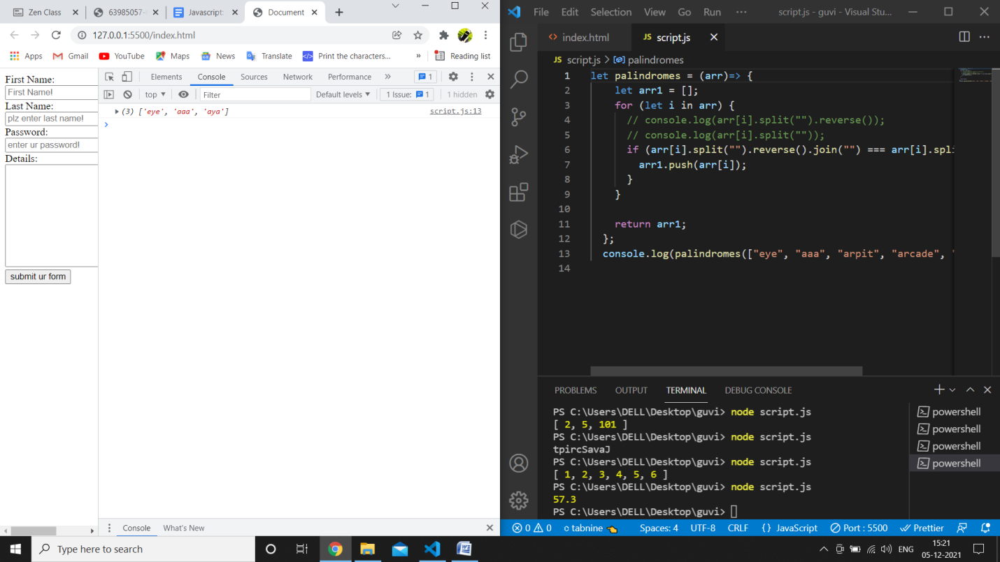 Zen Class
63985057-
Javascript:
Document
127.0.0.1:5500/index.html
Apps
Gmail
YouTube
Maps
News
Translate
Print the characters...
»
Reading list
First Name:
First Name!
Last Name:
plz enter last name!
Password:
enter ur password!
Details:
submit ur form
Elements
Console
Sources
Network
Performance
»
1
top ▼
Filter
Default levels ▼
1 Issue: 1
1 hidden
(3) ['eye', 'aaa', 'aya']
script.js:13
Console
What's New
File Edit Selection View Go Run ···
script.js - guvi - Visual Stu...
index.html
JS script.js
JS script.js > palindromes
1 let palindromes = (arr)=> {
2 let arr1 = [];
3 for (let i in arr) {
4 // console.log(arr[i].split("").reverse());
5 // console.log(arr[i].split(""));
6 if (arr[i].split("").reverse().join("") === arr[i].spli
7 arr1.push(arr[i]);
8 }
9 }
10
11 return arr1;
12 };
13 console.log(palindromes(["eye", "aaa", "arpit", "arcade", "
14
PROBLEMS OUTPUT TERMINAL DEBUG CONSOLE
PS C:\Users\DELL\Desktop\guvi> node script.js
[ 2, 5, 101 ]
PS C:\Users\DELL\Desktop\guvi> node script.js
tpircSavaJ
PS C:\Users\DELL\Desktop\guvi> node script.js
[ 1, 2, 3, 4, 5, 6 ]
PS C:\Users\DELL\Desktop\guvi> node script.js
57.3
PS C:\Users\DELL\Desktop\guvi>
powershell
powershell
powershell
powershell
0 0 tabnine Spaces: 4 UTF-8 CRLF {} JavaScript Port : 5500 Prettier
Type here to search
ENG
15:21
05-12-2021